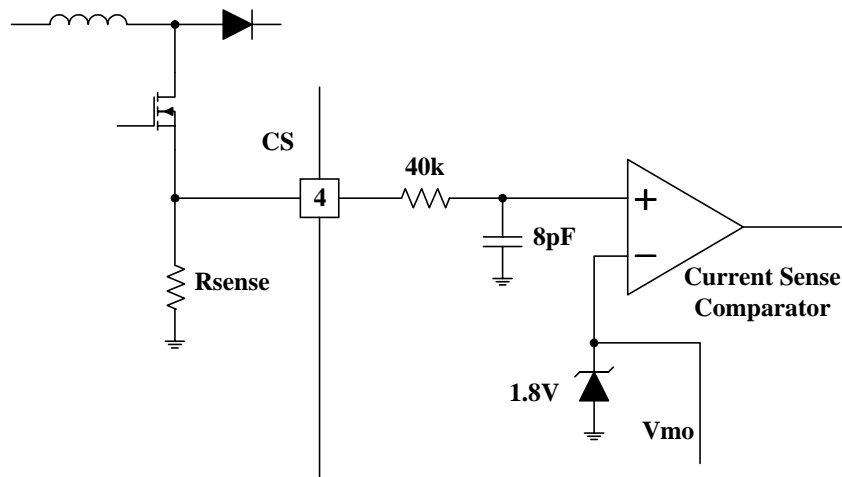 CS
40k
4
8pF
Rsense
+
−
Current Sense
Comparator
1.8V
Vmo